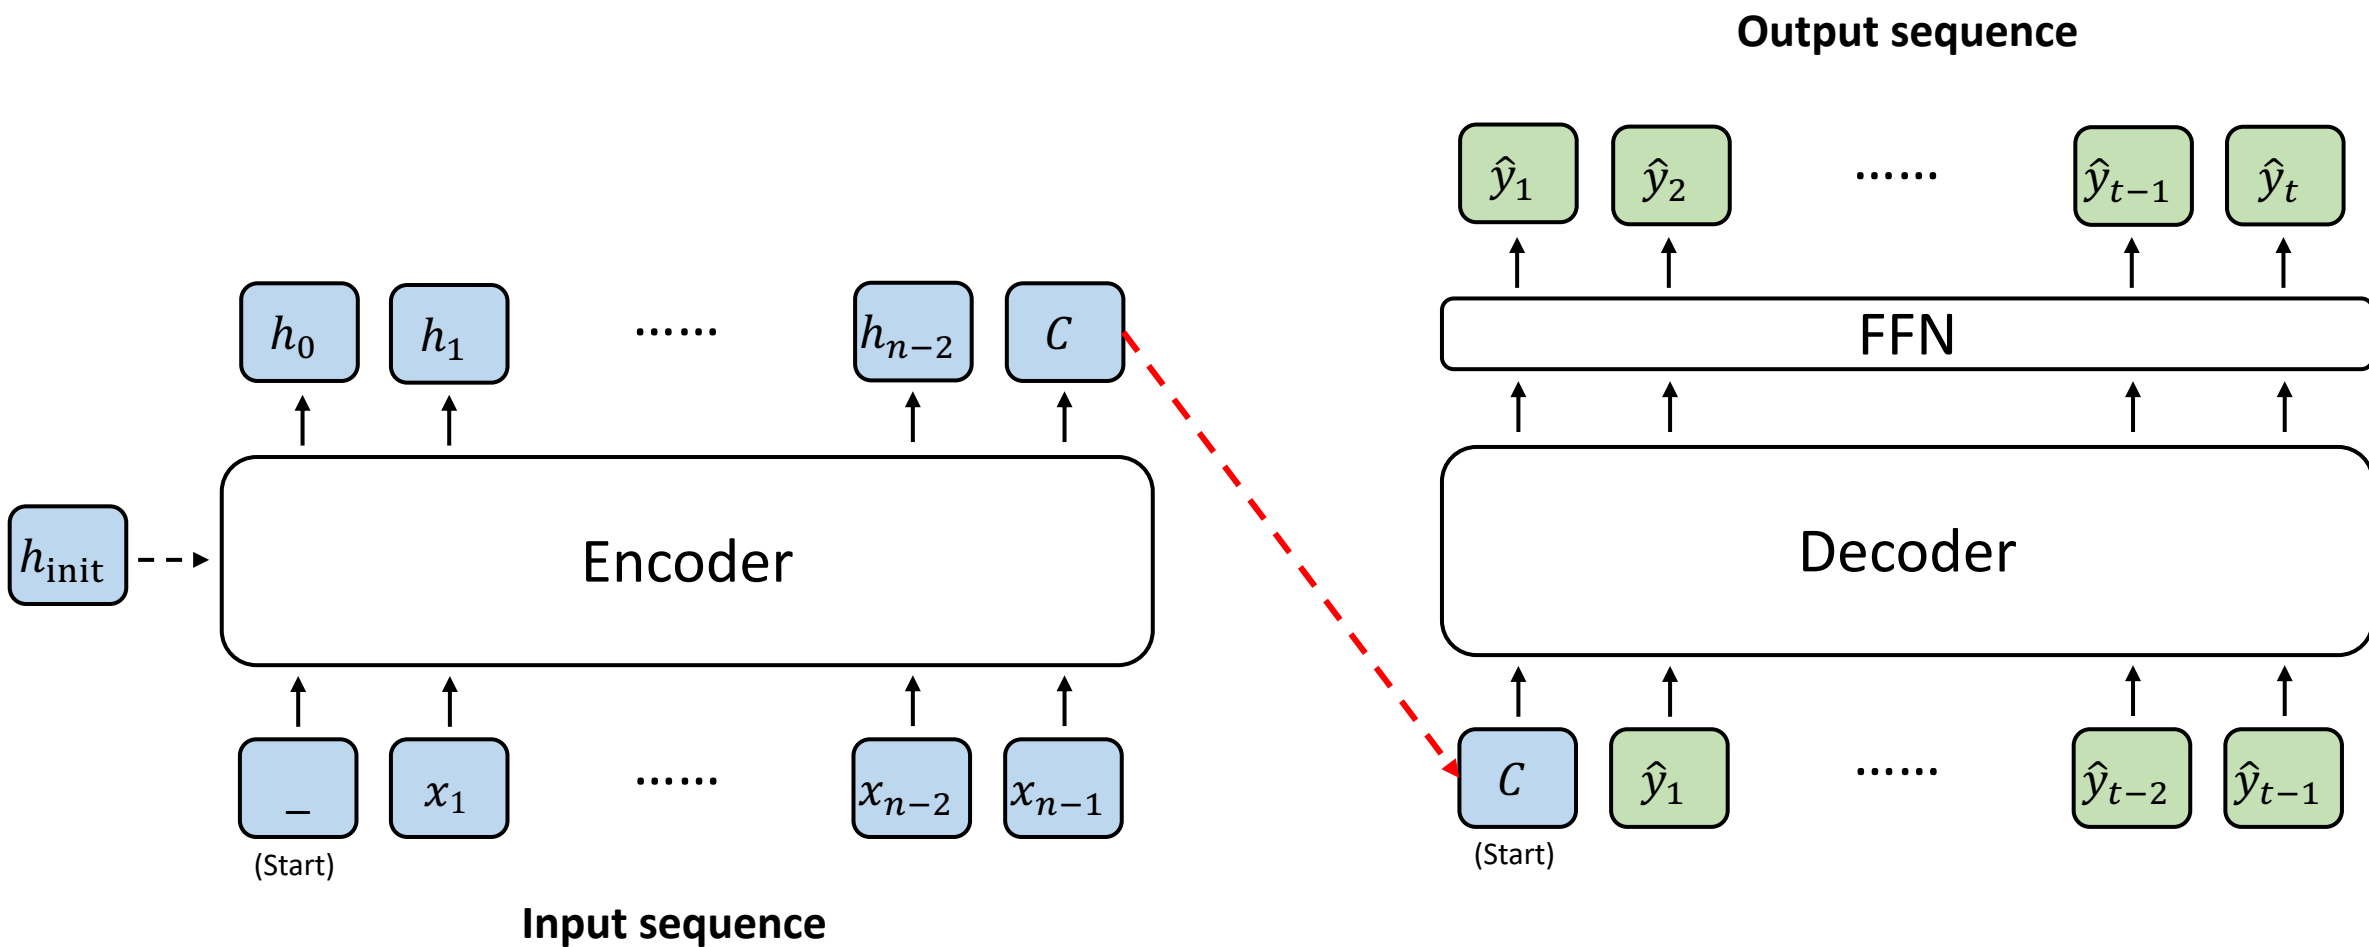 Output sequence
ŷ₁ ŷ₂ ...... ŷₜ₋₁ ŷₜ
h₀ h₁ ...... hₙ₋₂ C
FFN
h_init
Encoder
Decoder
_ x₁ ...... xₙ₋₂ xₙ₋₁
C ŷ₁ ...... ŷₜ₋₂ ŷₜ₋₁
(Start)
(Start)
Input sequence